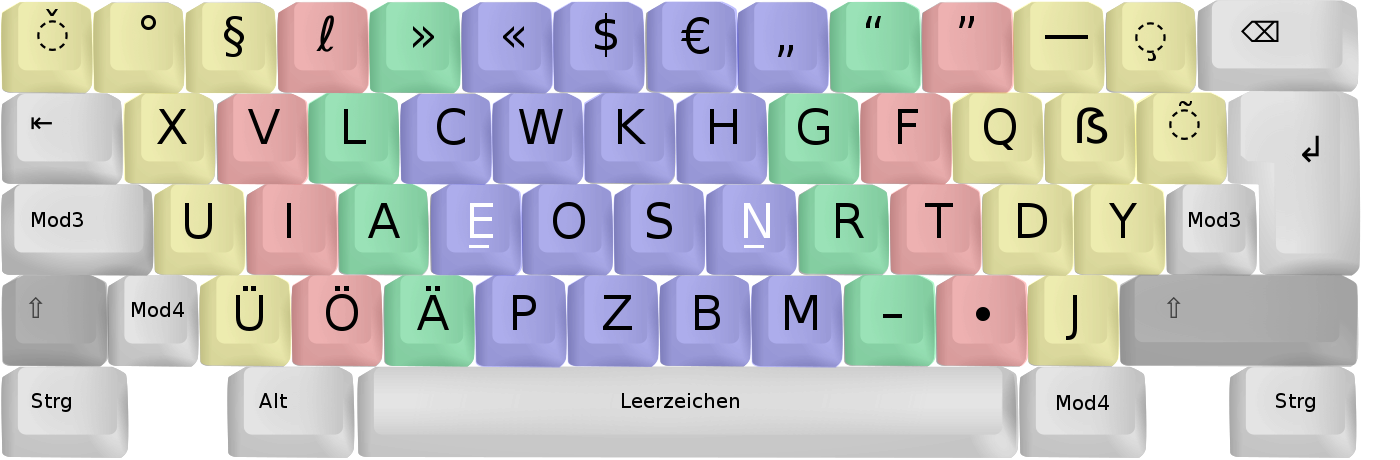 ◌̌ ° § ℓ » « $ € „ “ ” — ◌̦ ⌫
⇤ X V L C W K H G F Q ẞ ◌̃
Mod3 U I A E O S N R T D Y Mod3 ↲
⇧ Mod4 Ü Ö Ä P Z B M – • J ⇧
Strg Alt Leerzeichen Mod4 Strg